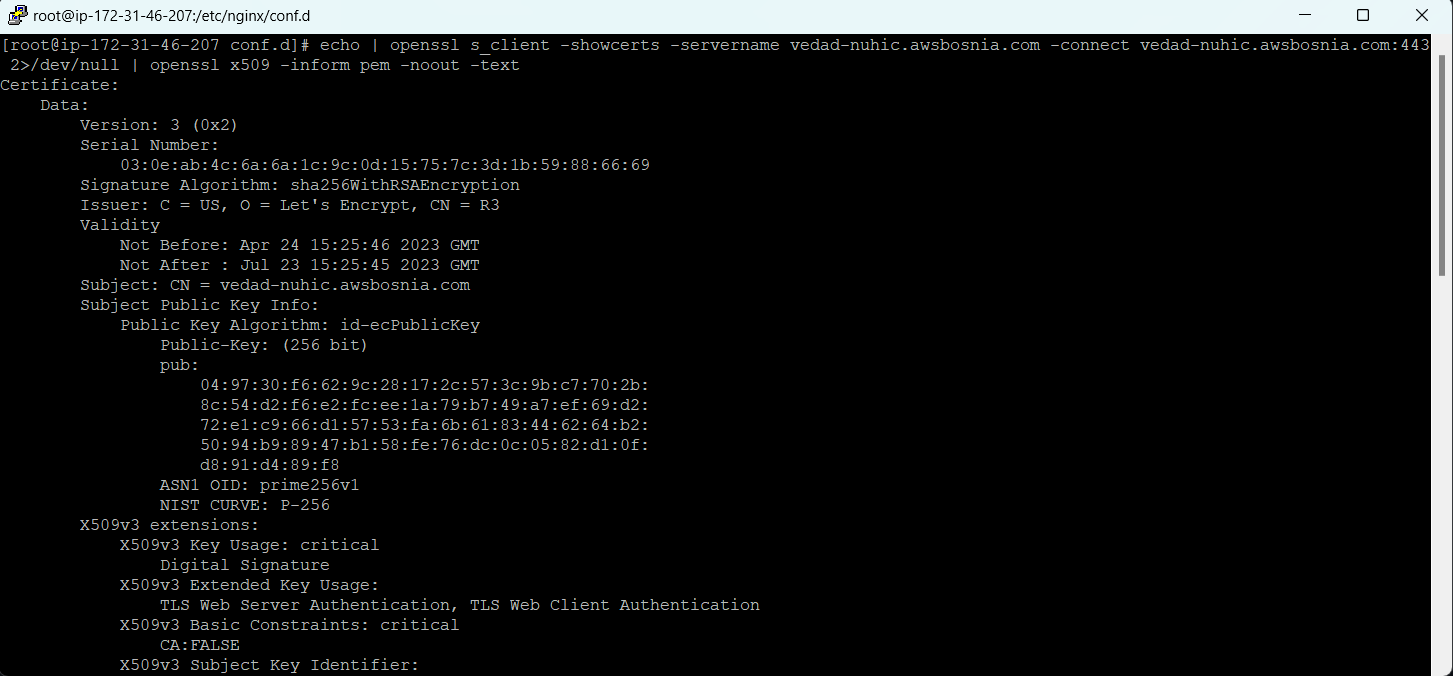 root@ip-172-31-46-207:/etc/nginx/conf.d
[root@ip-172-31-46-207 conf.d]# echo | openssl s_client -showcerts -servername vedad-nuhic.awsbosnia.com -connect vedad-nuhic.awsbosnia.com:443
 2>/dev/null | openssl x509 -inform pem -noout -text
Certificate:
    Data:
        Version: 3 (0x2)
        Serial Number:
            03:0e:ab:4c:6a:6a:1c:9c:0d:15:75:7c:3d:1b:59:88:66:69
        Signature Algorithm: sha256WithRSAEncryption
        Issuer: C = US, O = Let's Encrypt, CN = R3
        Validity
            Not Before: Apr 24 15:25:46 2023 GMT
            Not After : Jul 23 15:25:45 2023 GMT
        Subject: CN = vedad-nuhic.awsbosnia.com
        Subject Public Key Info:
            Public Key Algorithm: id-ecPublicKey
                Public-Key: (256 bit)
                pub:
                    04:97:30:f6:62:9c:28:17:2c:57:3c:9b:c7:70:2b:
                    8c:54:d2:f6:e2:fc:ee:1a:79:b7:49:a7:ef:69:d2:
                    72:e1:c9:66:d1:57:53:fa:6b:61:83:44:62:64:b2:
                    50:94:b9:89:47:b1:58:fe:76:dc:0c:05:82:d1:0f:
                    d8:91:d4:89:f8
                ASN1 OID: prime256v1
                NIST CURVE: P-256
        X509v3 extensions:
            X509v3 Key Usage: critical
                Digital Signature
            X509v3 Extended Key Usage:
                TLS Web Server Authentication, TLS Web Client Authentication
            X509v3 Basic Constraints: critical
                CA:FALSE
            X509v3 Subject Key Identifier: